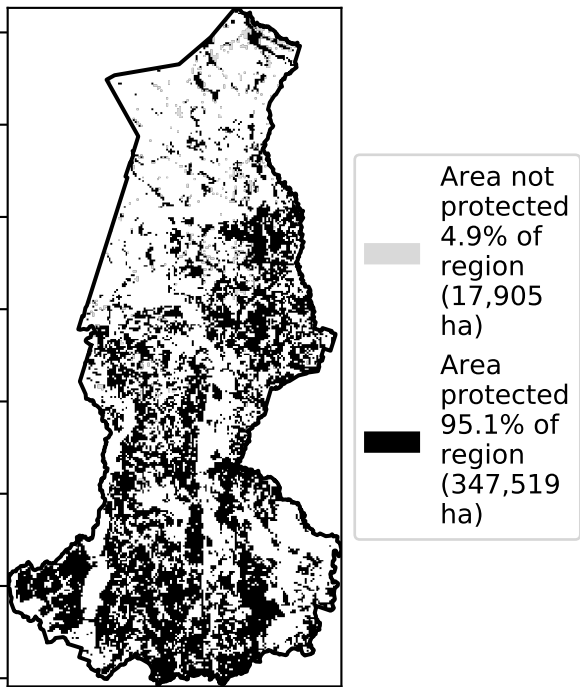 Area not
protected
4.9% of
region
(17,905
ha)
Area
protected
95.1% of
region
(347,519
ha)